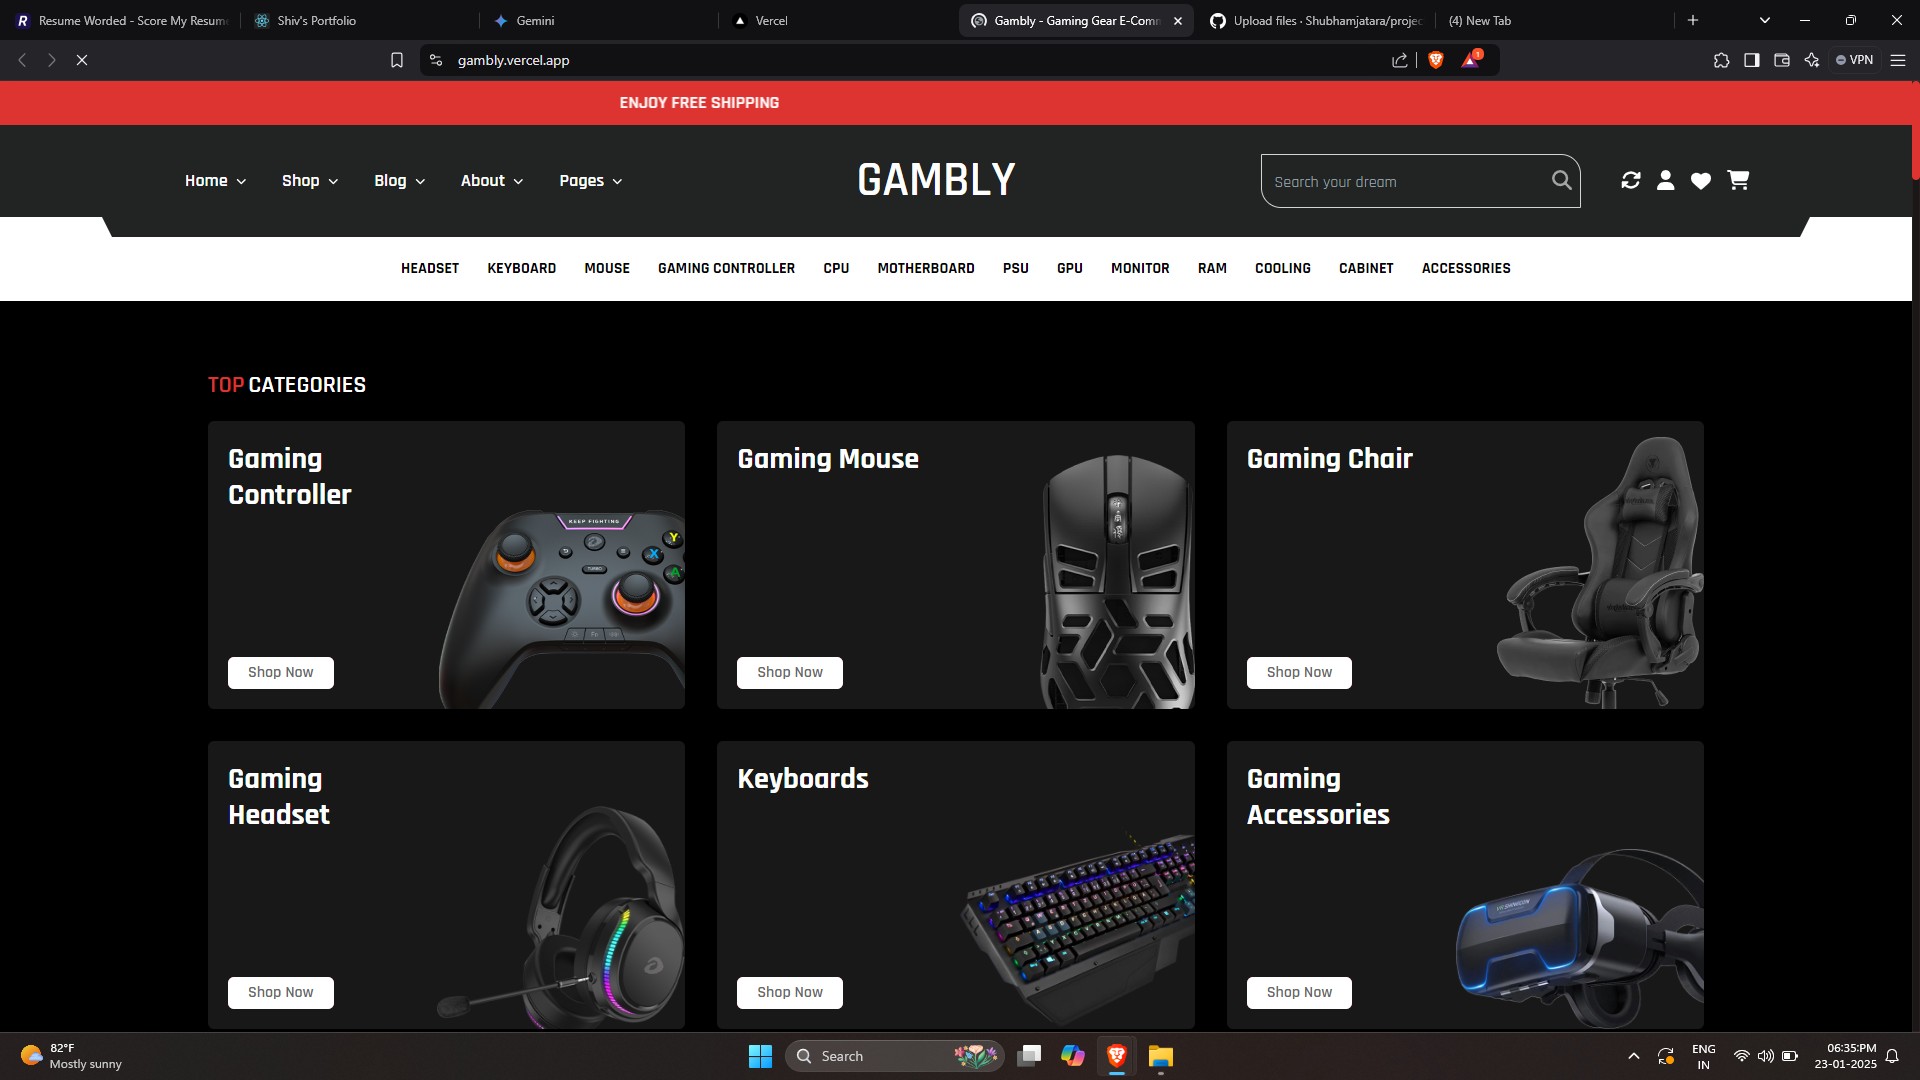 Resume Worded - Score My Resum
Shiv's Portfolio
Gemini
Vercel
Gambly - Gaming Gear E-Comm
Upload files · Shubhamjatara/projec
(4) New Tab
gambly.vercel.app
1
VPN
ENJOY FREE SHIPPING
Home
Shop
Blog
About
Pages
GAMBLY
Search your dream
HEADSET
KEYBOARD
MOUSE
GAMING CONTROLLER
CPU
MOTHERBOARD
PSU
GPU
MONITOR
RAM
COOLING
CABINET
ACCESSORIES
TOP CATEGORIES
Gaming
Controller
KEEP FIGHTING
Y
X
A
TURBO
Fn
Shop Now
Gaming Mouse
Shop Now
Gaming Chair
Shop Now
Gaming
Headset
Shop Now
Keyboards
Shop Now
Gaming
Accessories
Shop Now
82°F
Mostly sunny
Search
ENG
IN
06:35:PM
23-01-2025